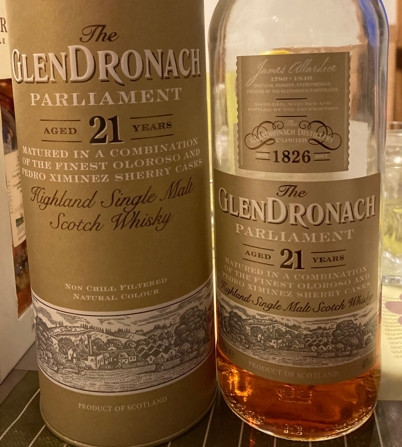 The
GLENDRONACH
PARLIAMENT
AGED 21 YEARS
MATURED IN A COMBINATION
OF THE FINEST OLOROSO AND
PEDRO XIMINEZ SHERRY CASKS
Highland Single Malt
Scotch Whisky
NON CHILL FILTERED
NATURAL COLOUR
PRODUCT OF SCOTLAND
James Allardice
1826
The
GLENDRONACH
PARLIAMENT
AGED 21 YEARS
MATURED IN A COMBINATION
OF THE FINEST OLOROSO AND
PEDRO XIMINEZ SHERRY CASKS
Highland Single Malt Scotch Whisky
PRODUCT OF SCOTLAND